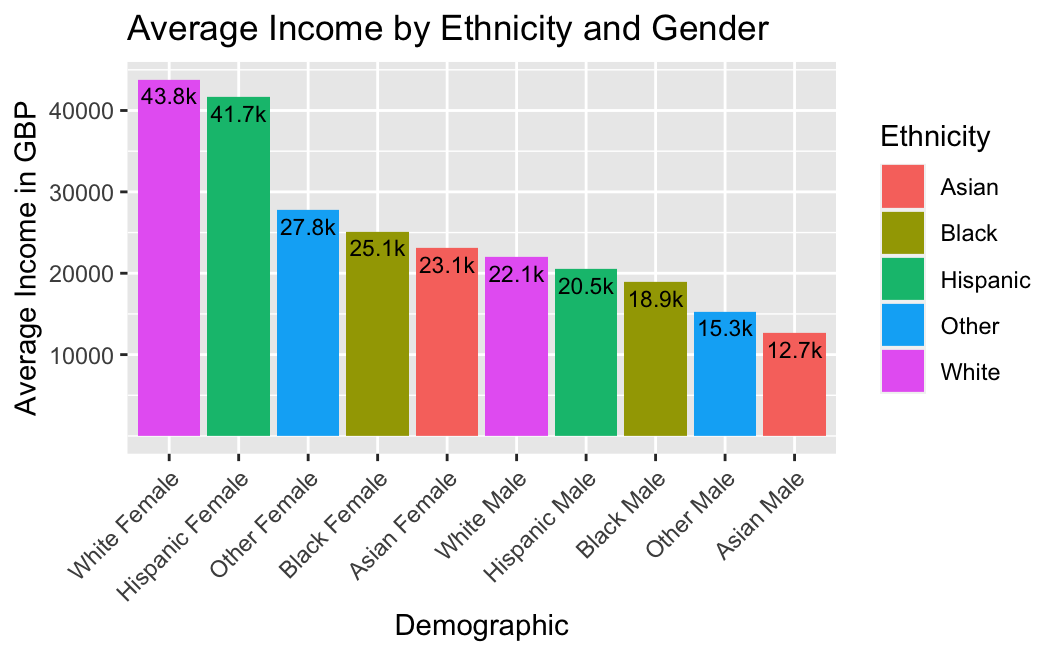 Average Income by Ethnicity and Gender
Average Income in GBP
40000
30000
20000
10000
43.8k
41.7k
27.8k
25.1k
23.1k
22.1k
20.5k
18.9k
15.3k
12.7k
White Female
Hispanic Female
Other Female
Black Female
Asian Female
White Male
Hispanic Male
Black Male
Other Male
Asian Male
Demographic
Ethnicity
Asian
Black
Hispanic
Other
White